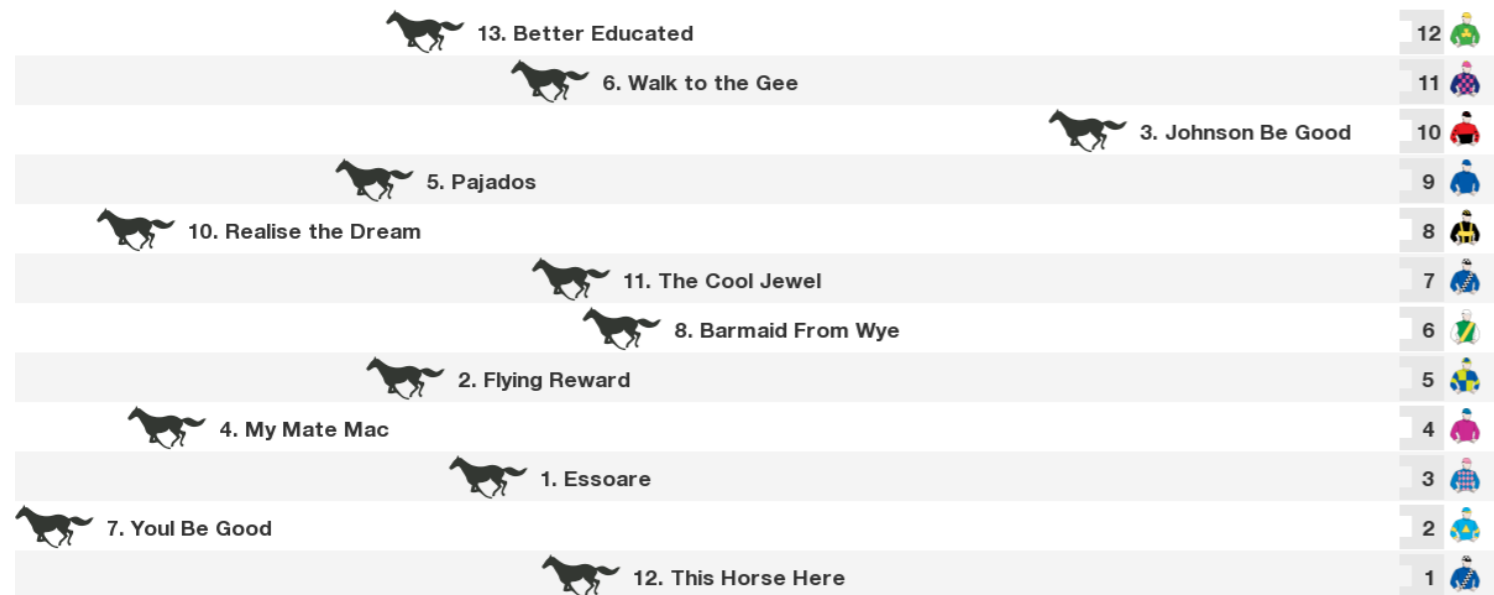 13. Better Educated 12
6. Walk to the Gee 11
3. Johnson Be Good 10
5. Pajados 9
10. Realise the Dream 8
11. The Cool Jewel 7
8. Barmaid From Wye 6
2. Flying Reward 5
4. My Mate Mac 4
1. Essoare 3
7. Youl Be Good 2
12. This Horse Here 1